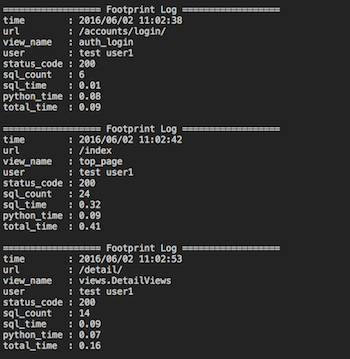 =================== Footprint Log ===================
time        : 2016/06/02 11:02:38
url         : /accounts/login/
view_name   : auth_login
user        : test user1
status_code : 200
sql_count   : 6
sql_time    : 0.01
python_time : 0.08
total_time  : 0.09
=================== Footprint Log ===================
time        : 2016/06/02 11:02:42
url         : /index
view_name   : top_page
user        : test user1
status_code : 200
sql_count   : 24
sql_time    : 0.32
python_time : 0.09
total_time  : 0.41
=================== Footprint Log ===================
time        : 2016/06/02 11:02:53
url         : /detail/
view_name   : views.DetailViews
user        : test user1
status_code : 200
sql_count   : 14
sql_time    : 0.09
python_time : 0.07
total_time  : 0.16